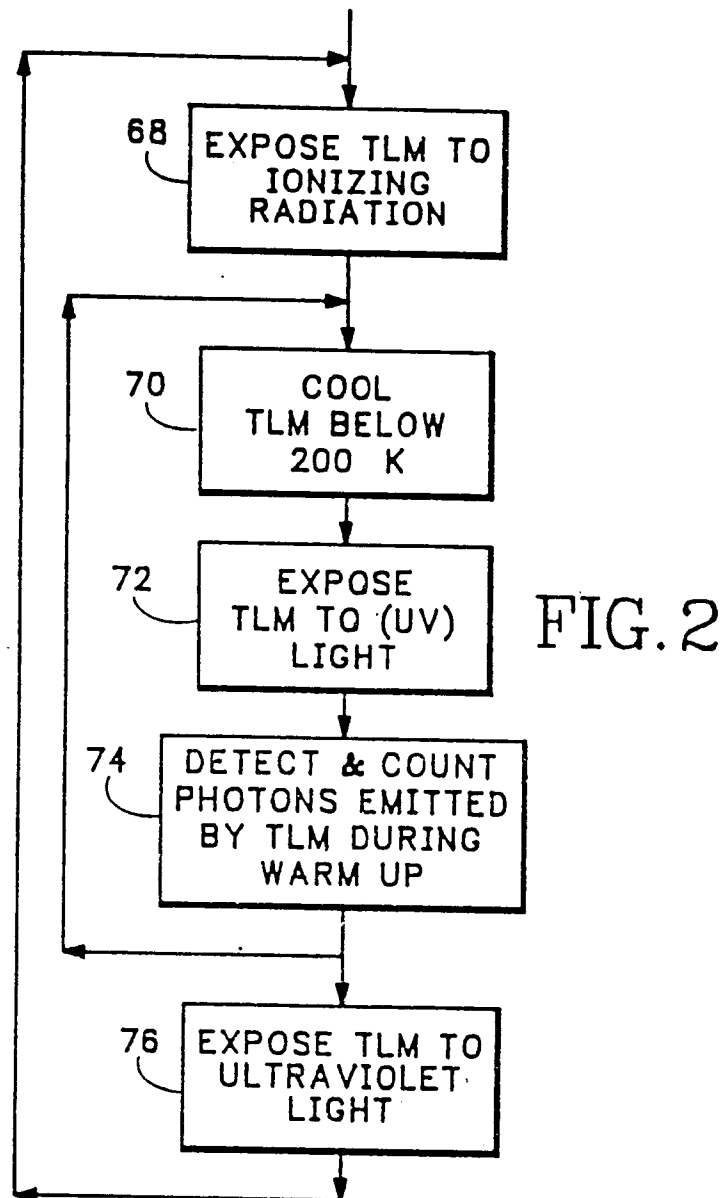 68
EXPOSE TLM TO
IONIZING
RADIATION
70
COOL
TLM BELOW
200 K
72
EXPOSE
TLM TO (UV)
LIGHT
FIG. 2
74
DETECT & COUNT
PHOTONS EMITTED
BY TLM DURING
WARM UP
76
EXPOSE TLM TO
ULTRAVIOLET
LIGHT